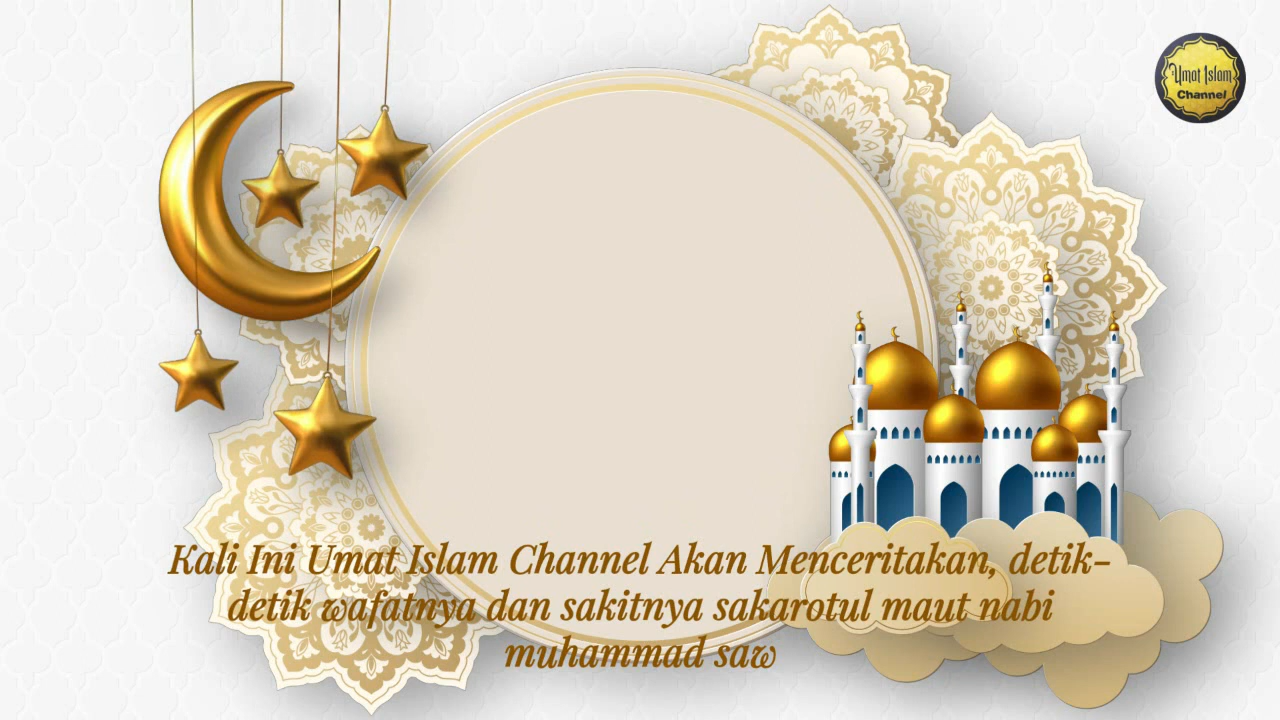 Umat Islam
Channel
Kali Ini Umat Islam Channel Akan Menceritakan, detik-
detik wafatnya dan sakitnya sakarotul maut nabi
muhammad saw